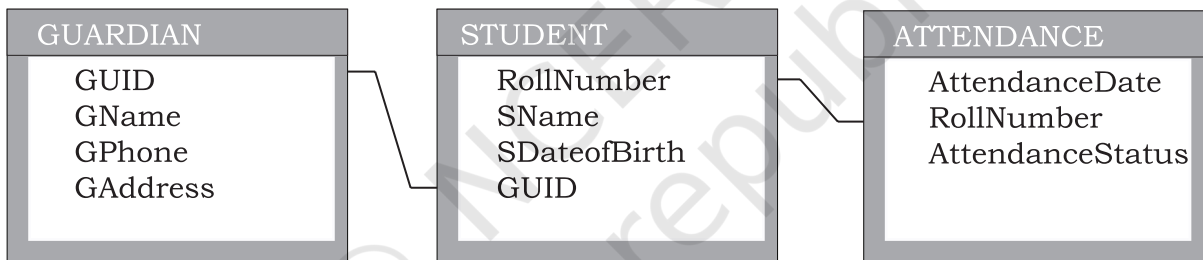 GUARDIAN
GUID
GName
GPhone
GAddress
STUDENT
RollNumber
SName
SDateofBirth
GUID
ATTENDANCE
AttendanceDate
RollNumber
AttendanceStatus